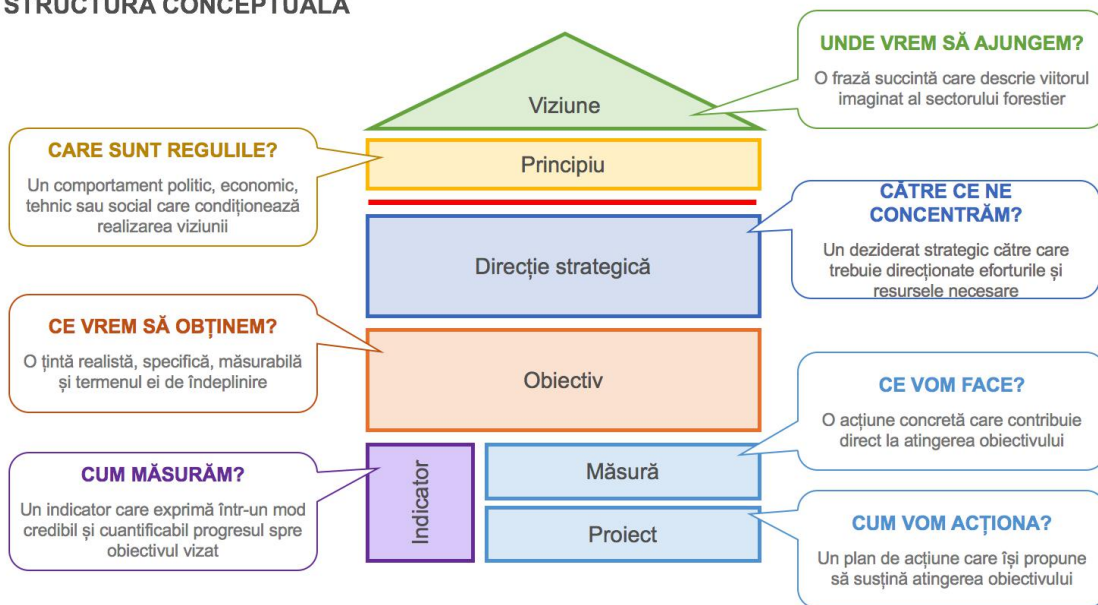 STRUCTURA CONCEPTUALĂ
UNDE VREM SĂ AJUNGEM?
O frază succintă care descrie viitorul
imaginat al sectorului forestier
Viziune
CARE SUNT REGULILE?
Un comportament politic, economic,
tehnic sau social care condiționează
realizarea viziunii
Principiu
CĂTRE CE NE
CONCENTRĂM?
Un deziderat strategic către care
trebuie direcționate eforturile și
resursele necesare
Direcție strategică
CE VREM SĂ OBȚINEM?
O țintă realistă, specifică, măsurabilă
și termenul ei de îndeplinire
Obiectiv
CE VOM FACE?
O acțiune concretă care contribuie
direct la atingerea obiectivului
CUM MĂSURĂM?
Un indicator care exprimă într-un mod
credibil și cuantificabil progresul spre
obiectivul vizat
Indicator
Măsură
Proiect
CUM VOM ACȚIONA?
Un plan de acțiune care își propune
să susțină atingerea obiectivului